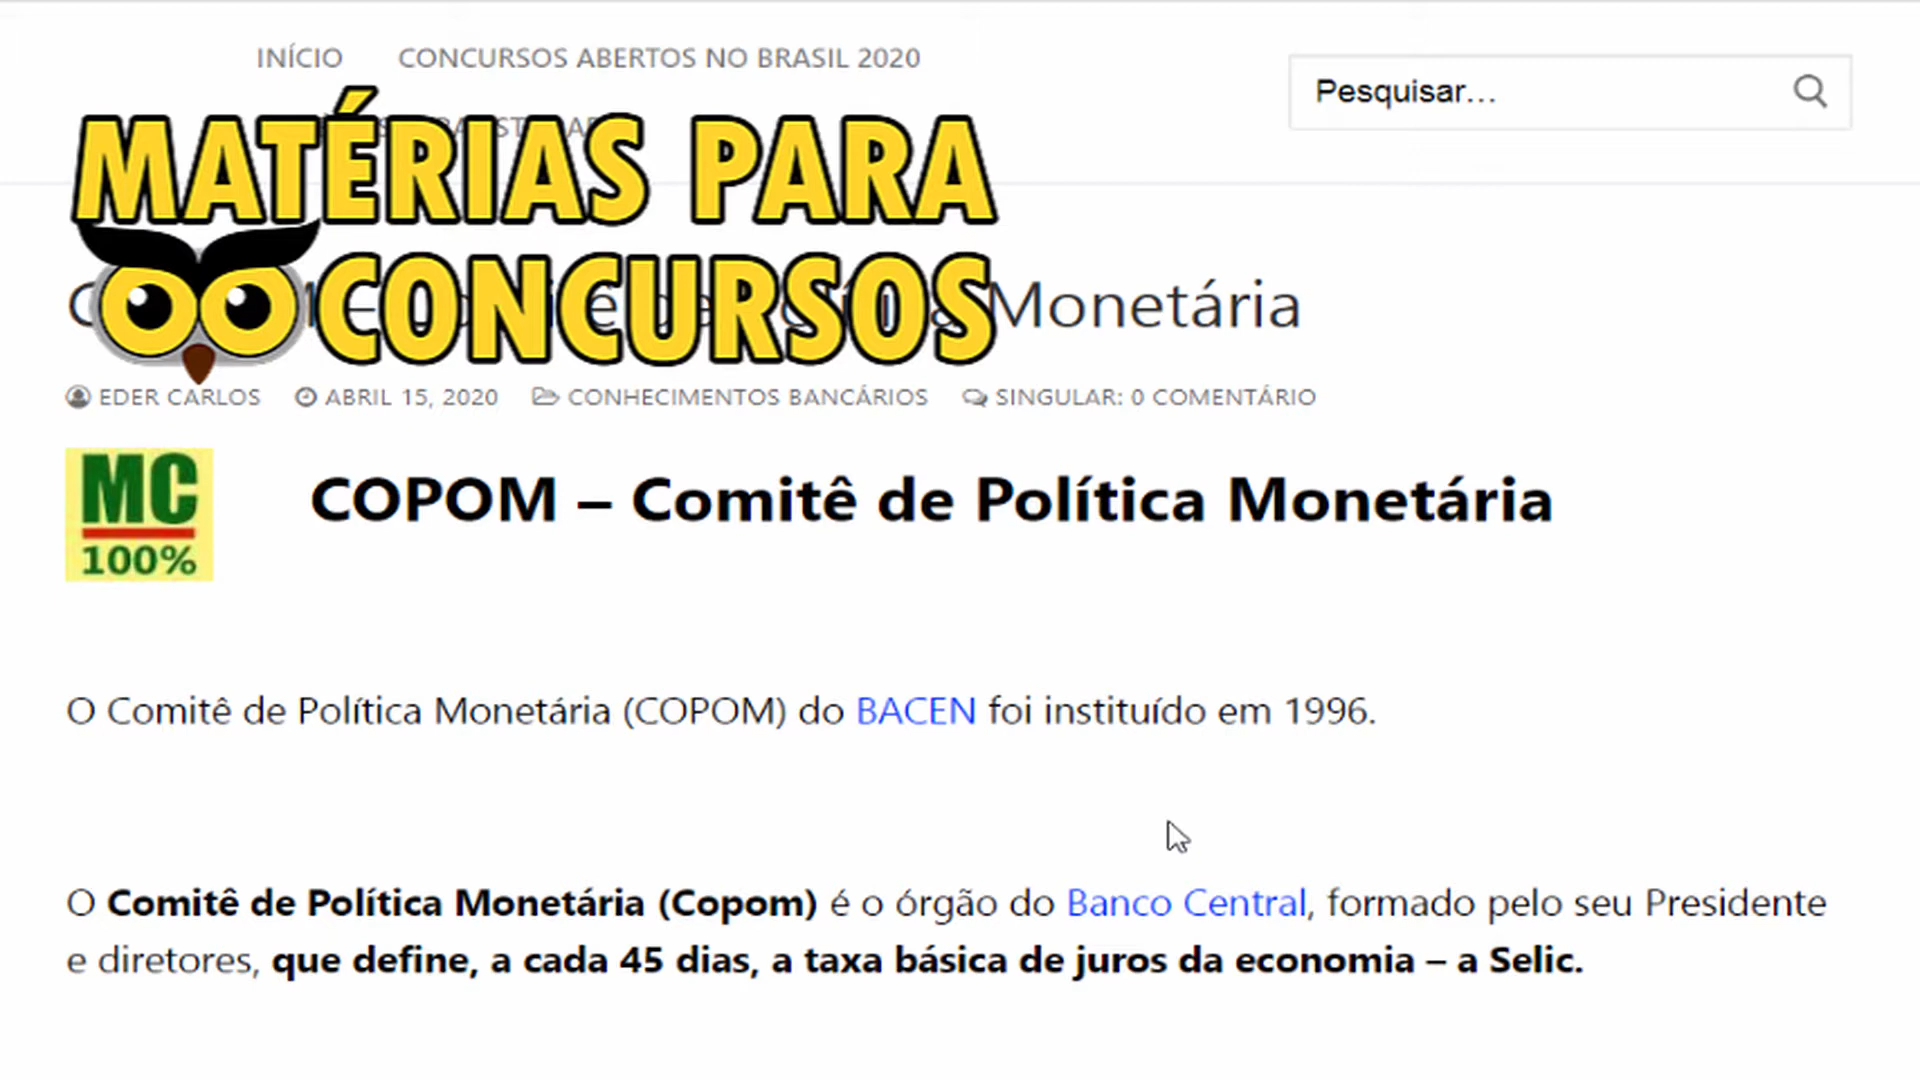 INÍCIO CONCURSOS ABERTOS NO BRASIL 2020
Pesquisar...
MATÉRIAS PARA
CONCURSOS
Monetária
EDER CARLOS ABRIL 15, 2020 CONHECIMENTOS BANCÁRIOS SINGULAR: 0 COMENTÁRIO
MC
100%
COPOM – Comitê de Política Monetária
O Comitê de Política Monetária (COPOM) do BACEN foi instituído em 1996.
O Comitê de Política Monetária (Copom) é o órgão do Banco Central, formado pelo seu Presidente
e diretores, que define, a cada 45 dias, a taxa básica de juros da economia – a Selic.